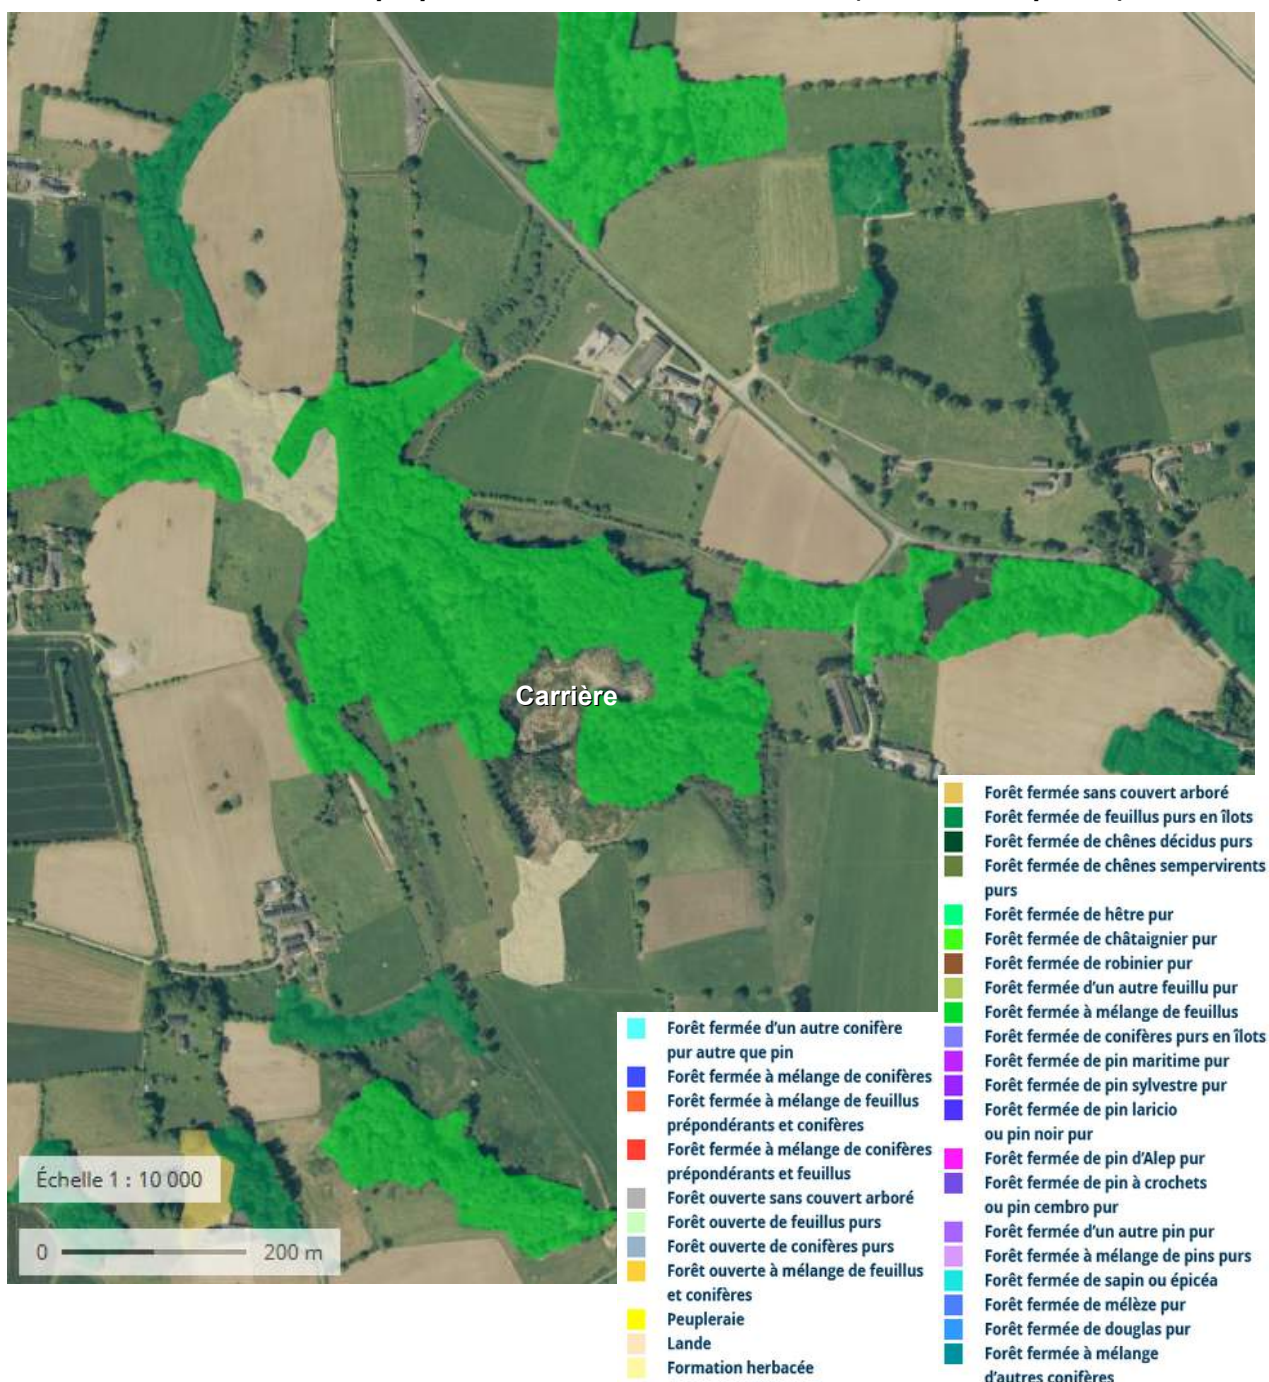 Carrière
Échelle 1 : 10 000
0
200 m
Forêt fermée d'un autre conifère
pur autre que pin
Forêt fermée à mélange de conifères
Forêt fermée à mélange de feuillus
prépondérants et conifères
Forêt fermée à mélange de conifères
prépondérants et feuillus
Forêt ouverte sans couvert arboré
Forêt ouverte de feuillus purs
Forêt ouverte de conifères purs
Forêt ouverte à mélange de feuillus
et conifères
Peupleraie
Lande
Formation herbacée
Forêt fermée sans couvert arboré
Forêt fermée de feuillus purs en îlots
Forêt fermée de chênes décidus purs
Forêt fermée de chênes sempervirents
purs
Forêt fermée de hêtre pur
Forêt fermée de châtaignier pur
Forêt fermée de robinier pur
Forêt fermée d'un autre feuillu pur
Forêt fermée à mélange de feuillus
Forêt fermée de conifères purs en îlots
Forêt fermée de pin maritime pur
Forêt fermée de pin sylvestre pur
Forêt fermée de pin laricio
ou pin noir pur
Forêt fermée de pin d'Alep pur
Forêt fermée de pin à crochets
ou pin cembro pur
Forêt fermée d'un autre pin pur
Forêt fermée à mélange de pins purs
Forêt fermée de sapin ou épicéa
Forêt fermée de mélèze pur
Forêt fermée de douglas pur
Forêt fermée à mélange
d'autres conifères